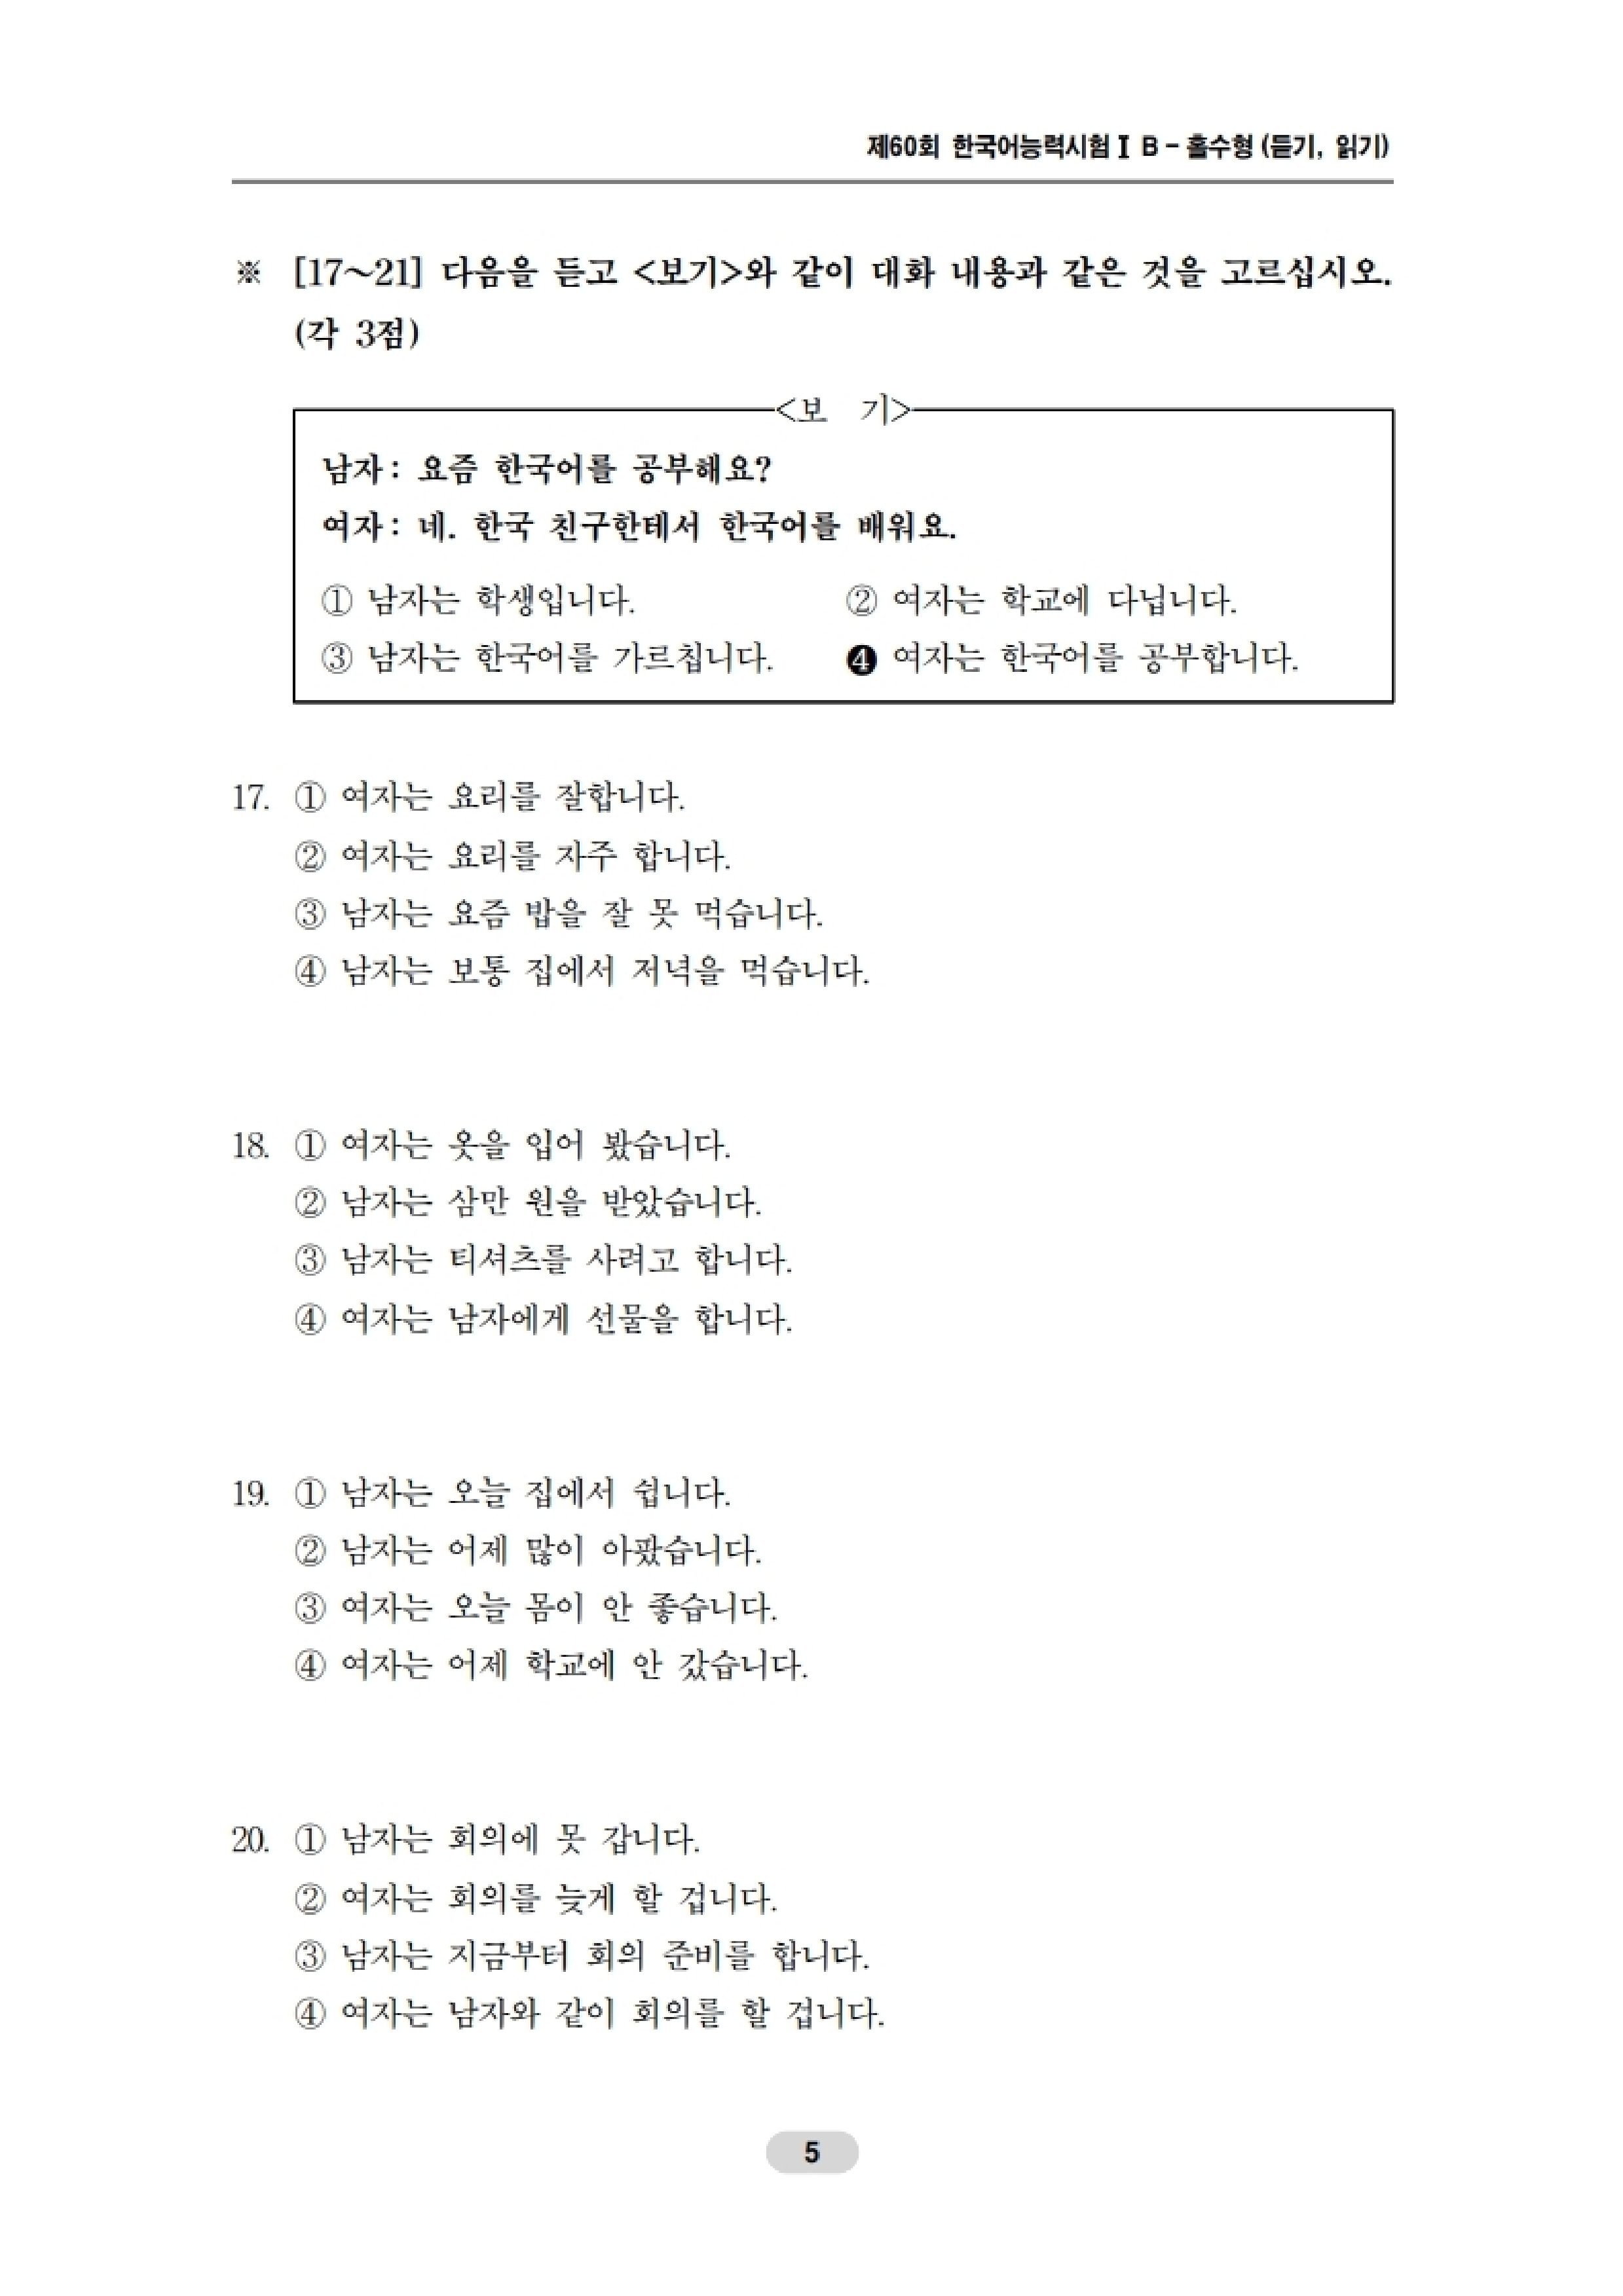 제60회 한국어능력시험Ⅰ B - 홀수형 (듣기, 읽기)
※ [17～21] 다음을 듣고 <보기>와 같이 대화 내용과 같은 것을 고르십시오.
(각 3점)
<보 기>
남자 : 요즘 한국어를 공부해요?
여자 : 네. 한국 친구한테서 한국어를 배워요.
① 남자는 학생입니다. ② 여자는 학교에 다닙니다.
③ 남자는 한국어를 가르칩니다. ❹ 여자는 한국어를 공부합니다.
17. ① 여자는 요리를 잘합니다.
② 여자는 요리를 자주 합니다.
③ 남자는 요즘 밥을 잘 못 먹습니다.
④ 남자는 보통 집에서 저녁을 먹습니다.
18. ① 여자는 옷을 입어 봤습니다.
② 남자는 삼만 원을 받았습니다.
③ 남자는 티셔츠를 사려고 합니다.
④ 여자는 남자에게 선물을 합니다.
19. ① 남자는 오늘 집에서 쉽니다.
② 남자는 어제 많이 아팠습니다.
③ 여자는 오늘 몸이 안 좋습니다.
④ 여자는 어제 학교에 안 갔습니다.
20. ① 남자는 회의에 못 갑니다.
② 여자는 회의를 늦게 할 겁니다.
③ 남자는 지금부터 회의 준비를 합니다.
④ 여자는 남자와 같이 회의를 할 겁니다.
5